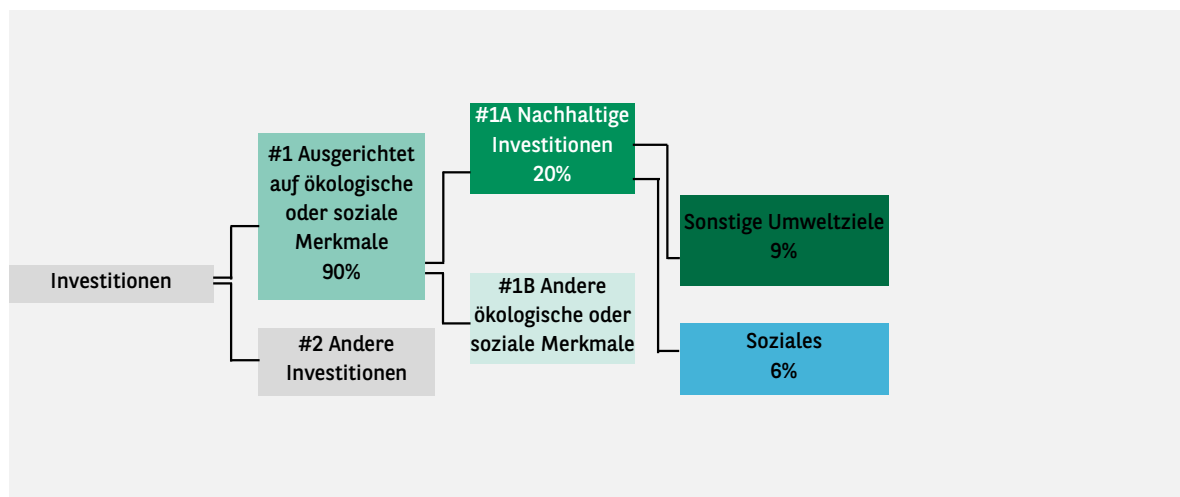 Investitionen
#1 Ausgerichtet
auf ökologische
oder soziale
Merkmale
90%
#2 Andere
Investitionen
#1A Nachhaltige
Investitionen
20%
#1B Andere
ökologische oder
soziale Merkmale
Sonstige Umweltziele
9%
Soziales
6%